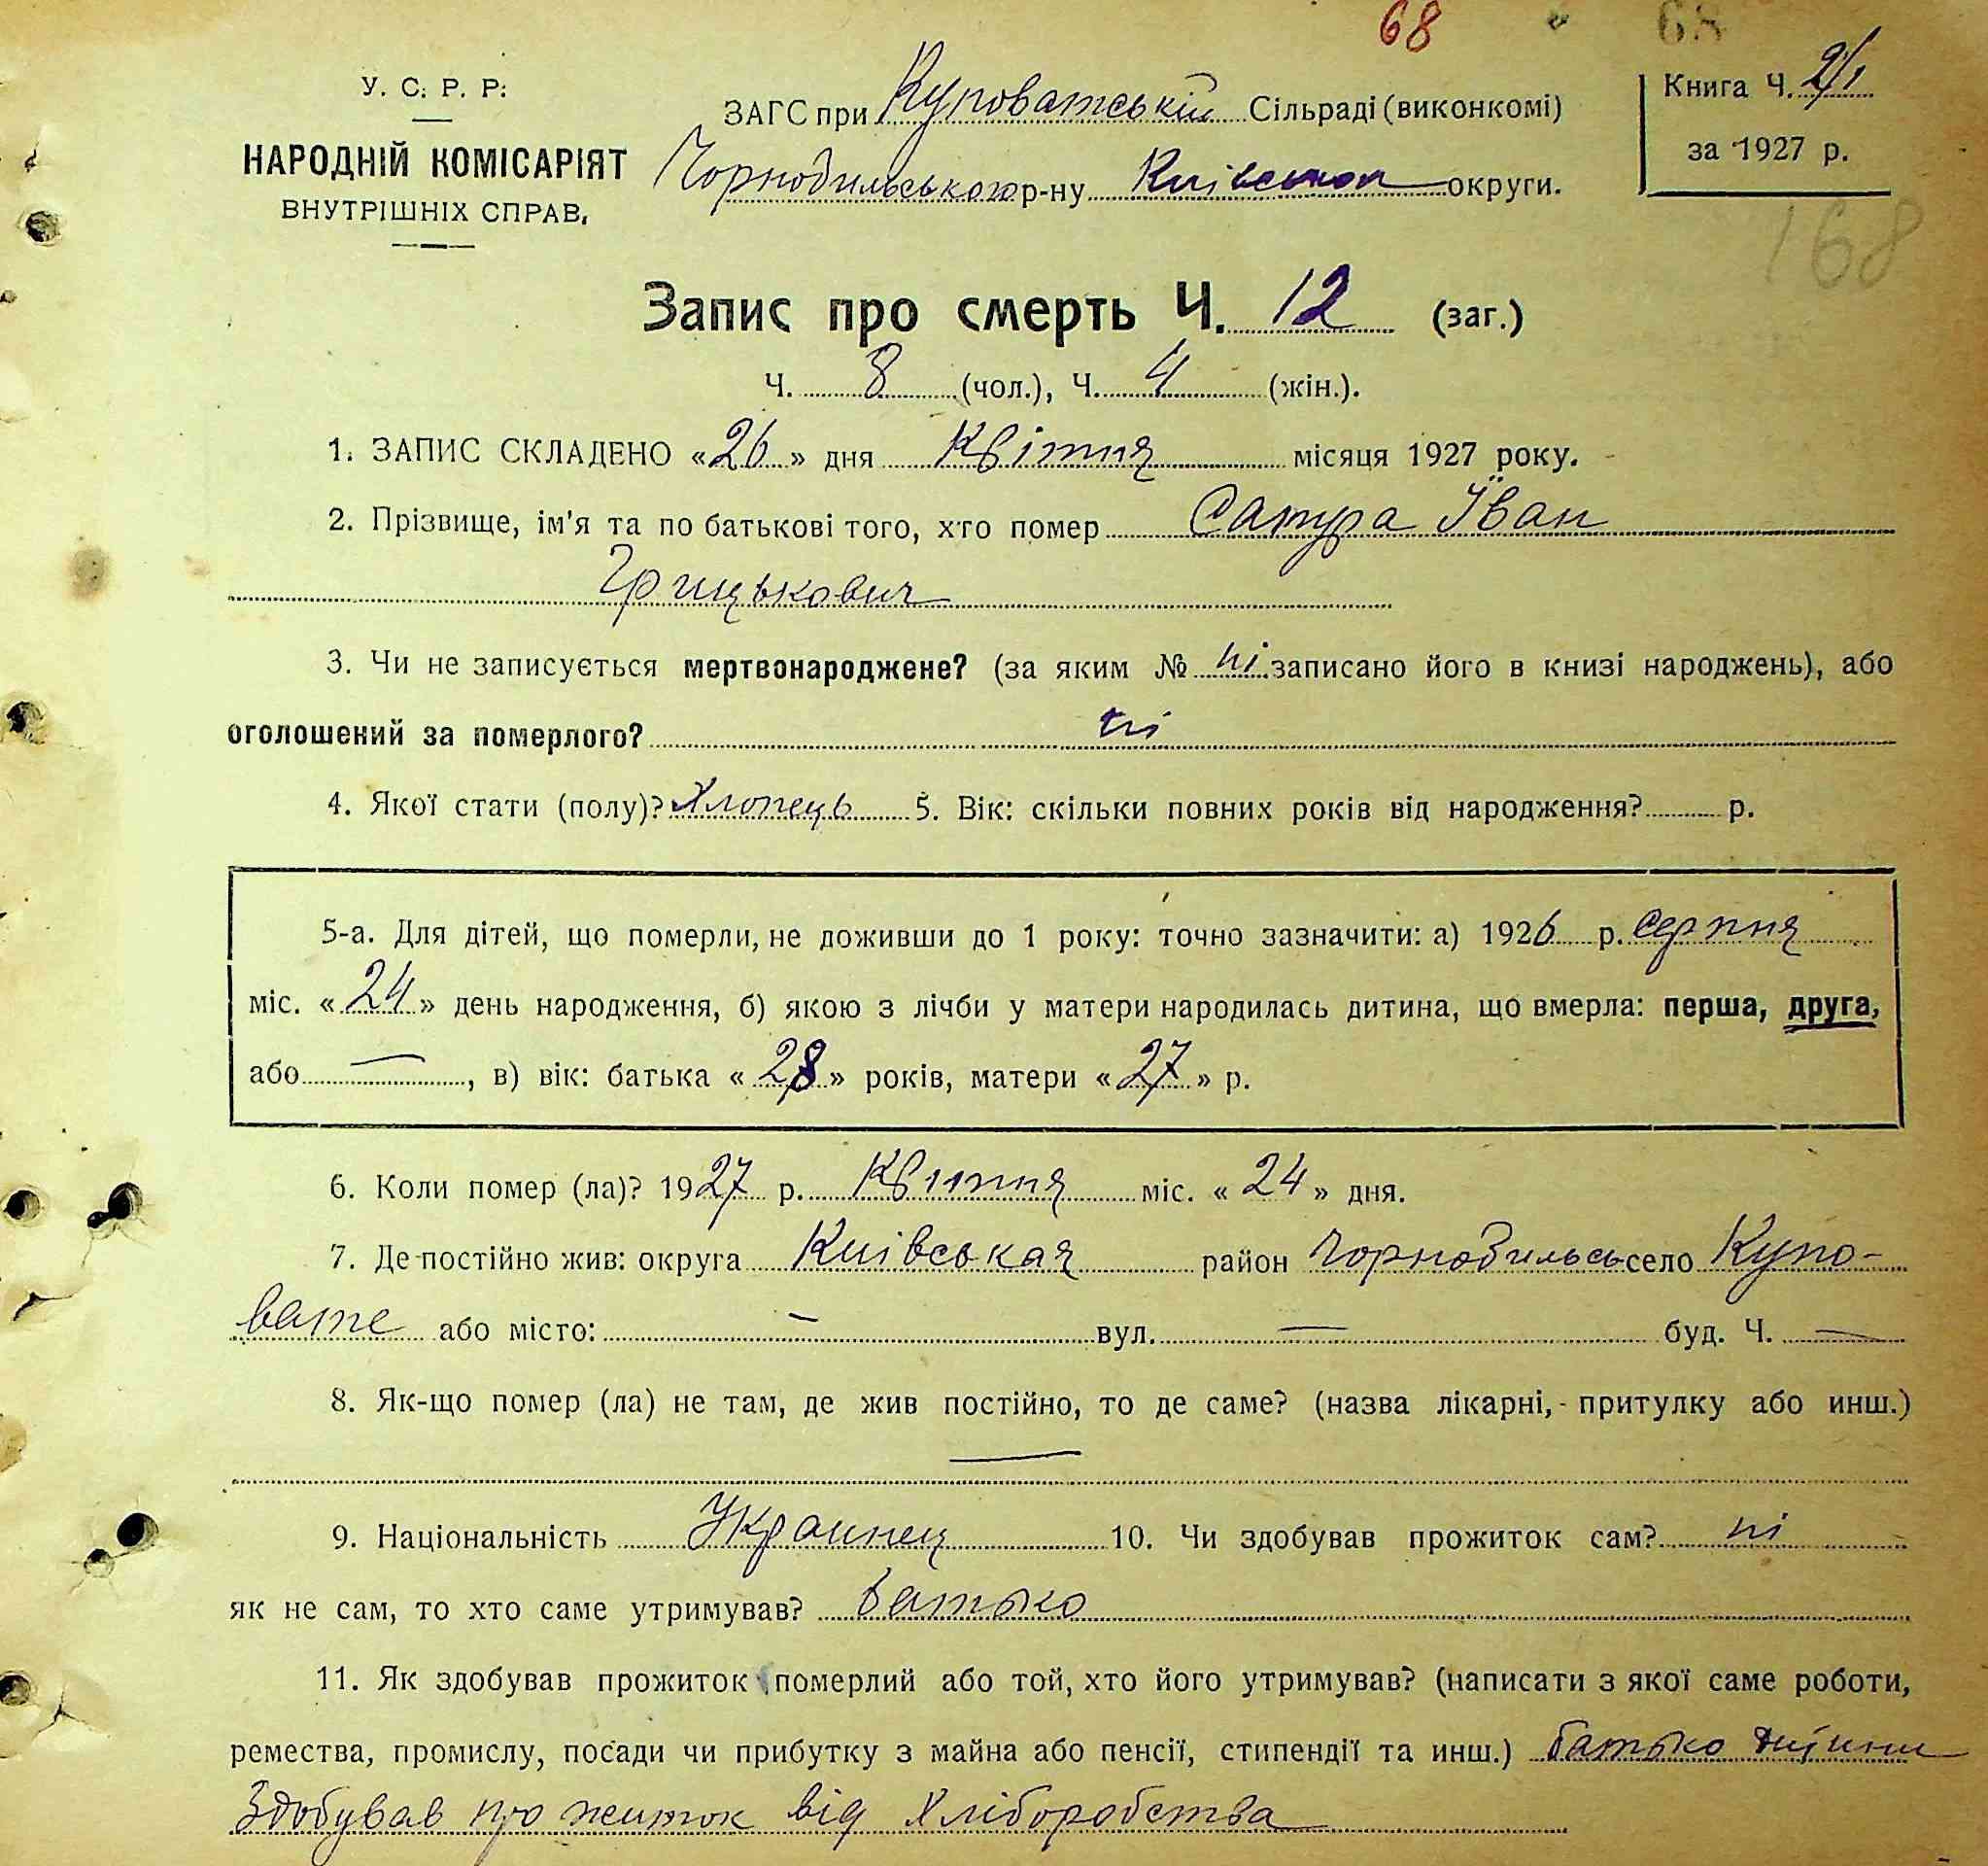 68 68
У. С. Р. Р.
НАРОДНІЙ КОМІСАРІЯТ
ВНУТРІШНІХ СПРАВ.
ЗАГС при Куповатській Сільраді (виконкомі)
Чорнобильського р-ну Київської округи.
Книга Ч. 2/1
за 1927 р.
168
Запис про смерть Ч. 12 (заг.)
Ч. 8 (чол.), Ч. 4 (жін.).
1. ЗАПИС СКЛАДЕНО «26» дня Квітня місяця 1927 року.
2. Прізвище, ім'я та по батькові того, хто помер Сатура Іван
Грицькович
3. Чи не записується мертвонароджене? (за яким № ні записано його в книзі народжень), або
оголошений за померлого? ні
4. Якої стати (полу)? Хлопець 5. Вік: скільки повних років від народження? р.
5-а. Для дітей, що померли, не доживши до 1 року: точно зазначити: а) 1926 р. Серпня
міс. «24» день народження, б) якою з лічби у матери народилась дитина, що вмерла: перша, друга,
або —, в) вік: батька «28» років, матери «27» р.
6. Коли помер (ла)? 1927 р. Квітня міс. «24» дня.
7. Де постійно жив: округа Київськая район Чорнобильсь село Купо-
вате або місто: — вул. — буд. Ч. —
8. Як-що помер (ла) не там, де жив постійно, то де саме? (назва лікарні, притулку або инш.)
—
9. Національність Украинец 10. Чи здобував прожиток сам? ні
як не сам, то хто саме утримував? батько
11. Як здобував прожиток померлий або той, хто його утримував? (написати з якої саме роботи,
ремества, промислу, посади чи прибутку з майна або пенсії, стипендії та инш.) батько дитини
Здобував прожиток від Хліборобства